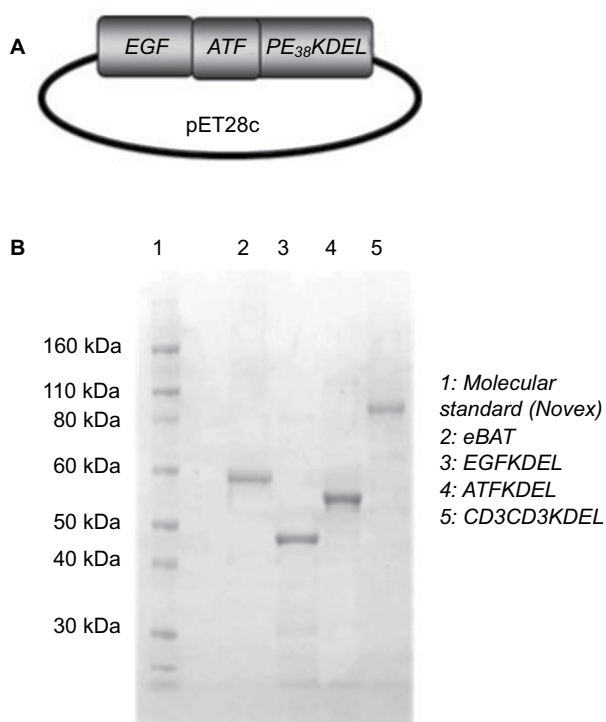 A
EGF ATF PE38KDEL
pET28c
B
1 2 3 4 5
160 kDa
110 kDa
80 kDa
60 kDa
50 kDa
40 kDa
30 kDa
1: Molecular
standard (Novex)
2: eBAT
3: EGFKDEL
4: ATFKDEL
5: CD3CD3KDEL